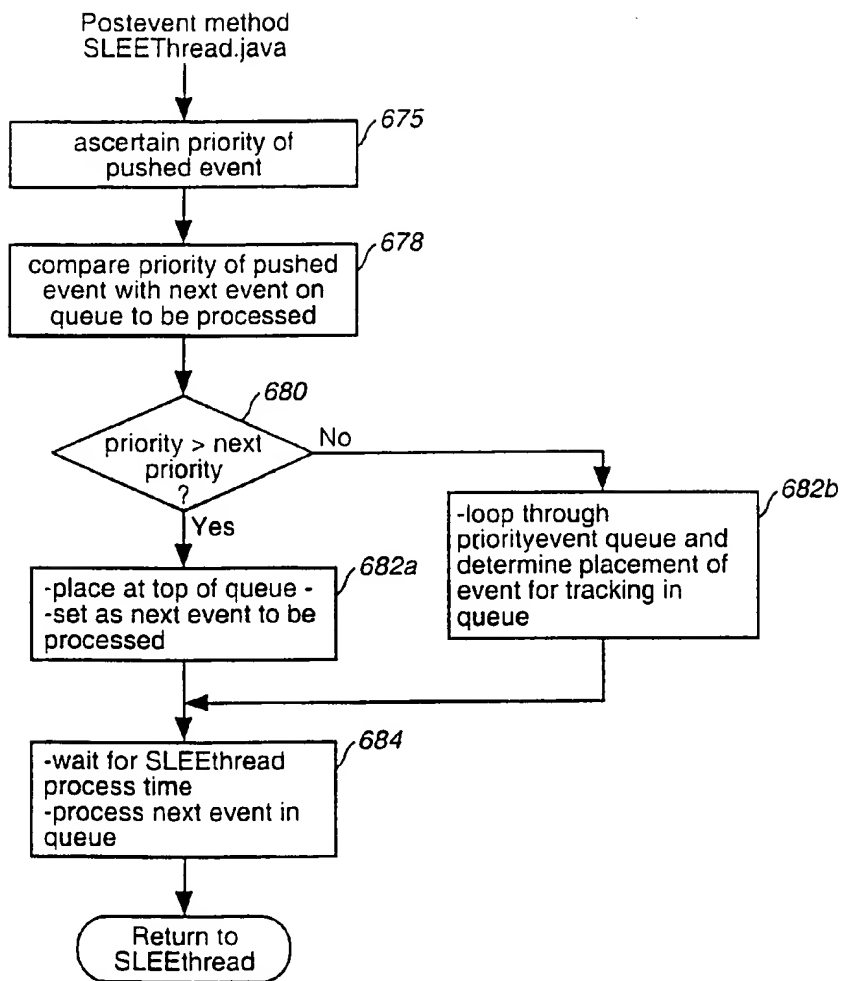 Postevent method
SLEEThread.java
675
ascertain priority of
pushed event
678
compare priority of pushed
event with next event on
queue to be processed
680
priority > next
priority
?
No
Yes
682b
-loop through
priorityevent queue and
determine placement of
event for tracking in
queue
682a
-place at top of queue -
-set as next event to be
processed
684
-wait for SLEEthread
process time
-process next event in
queue
Return to
SLEEthread